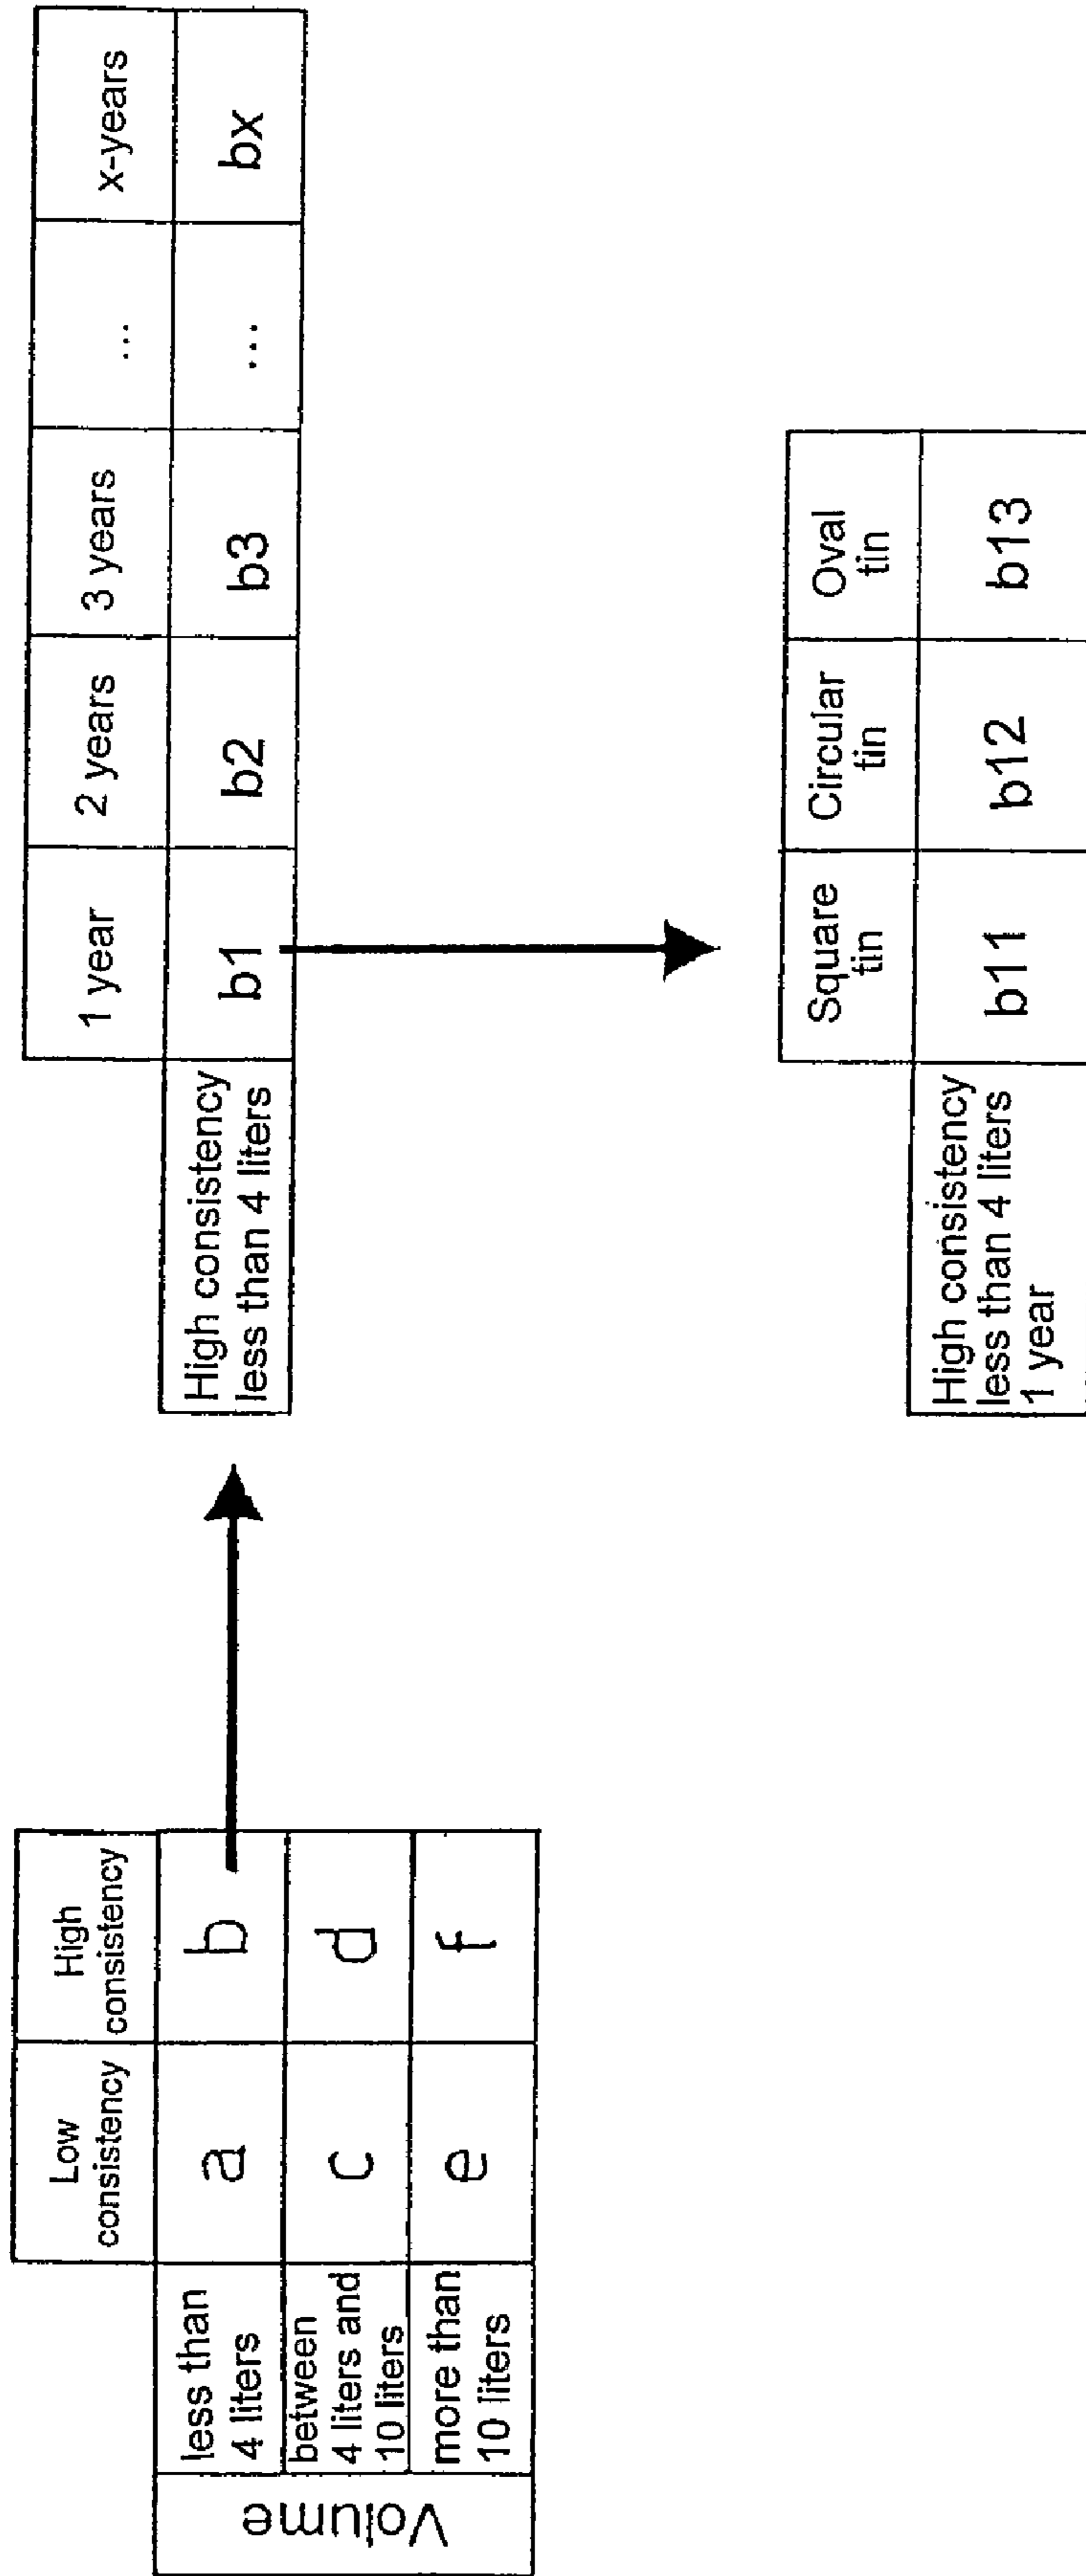 Low
consistency
High
consistency
Volume
less than
4 liters
a
b
between
4 liters and
10 liters
c
d
more than
10 liters
e
f
1 year
2 years
3 years
...
x-years
High consistency
less than 4 liters
b1
b2
b3
...
bx
Square
tin
Circular
tin
Oval
tin
High consistency
less than 4 liters
1 year
b11
b12
b13